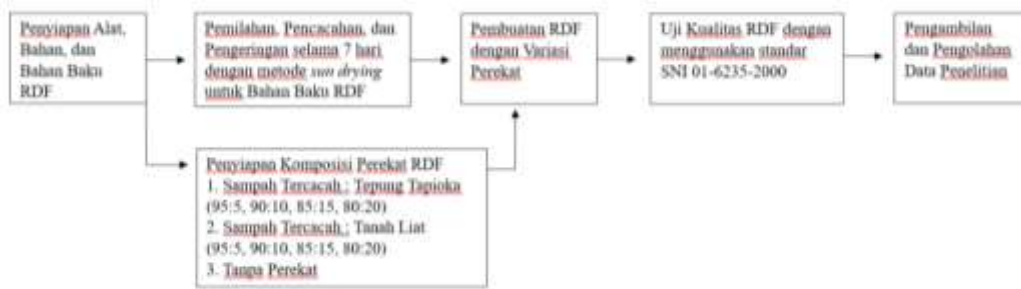 Penyiapan Alat,
Bahan, dan
Bahan Baku
RDF
Pemilahan, Pencacahan, dan
Pengeringan selama 7 hari
dengan metode sun drying
untuk Bahan Baku RDF
Pembuatan RDF
dengan Variasi
Perekat
Uji Kualitas RDF dengan
menggunakan standar
SNI 01-6235-2000
Pengambilan
dan Pengolahan
Data Penelitian
Penyiapan Komposisi Perekat RDF
1. Sampah Tercacah : Tepung Tapioka
(95:5, 90:10, 85:15, 80:20)
2. Sampah Tercacah : Tanah Liat
(95:5, 90:10, 85:15, 80:20)
3. Tanpa Perekat